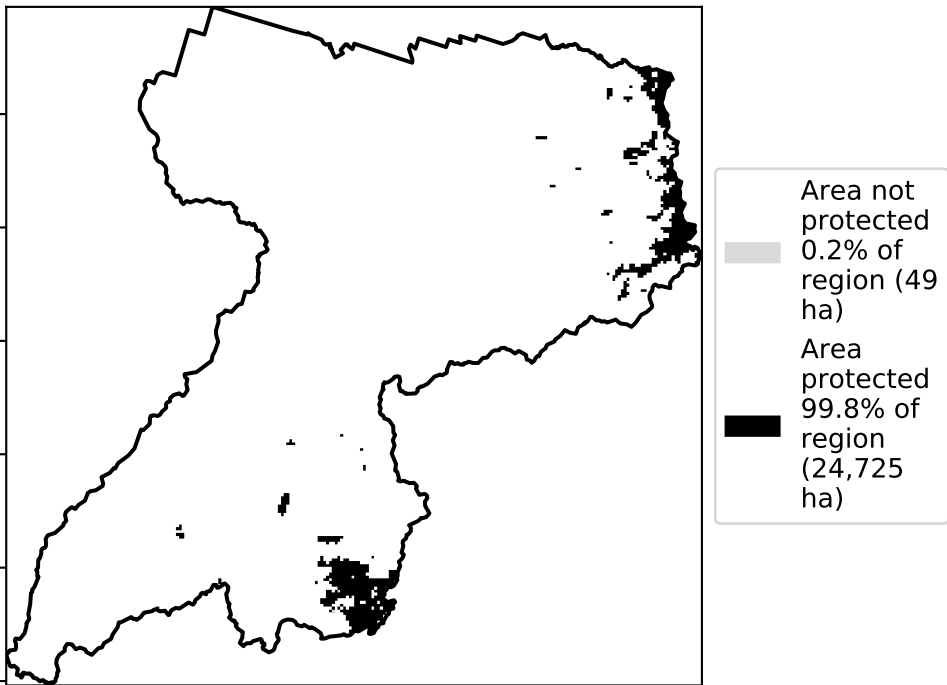 Area not
protected
0.2% of
region (49
ha)
Area
protected
99.8% of
region
(24,725
ha)